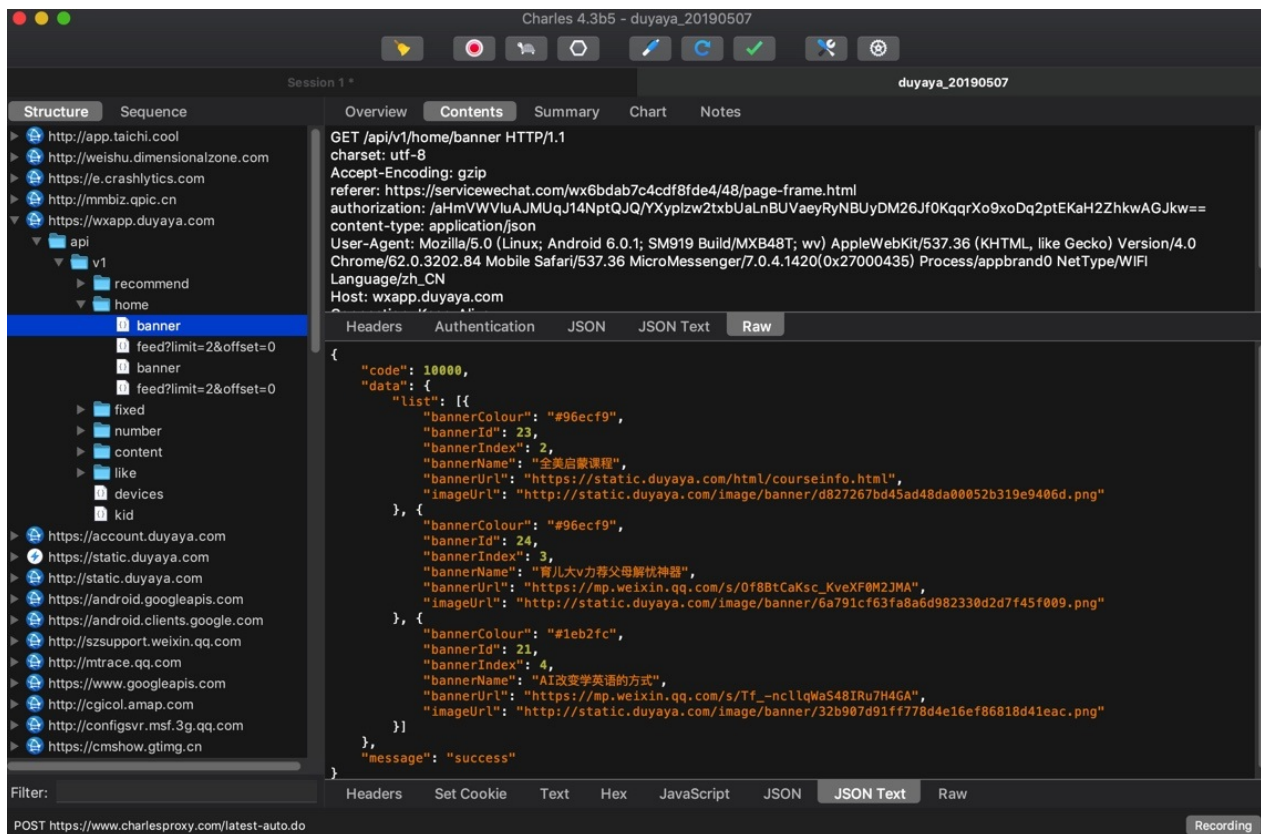 Charles 4.3b5 - duyaya_20190507
Session 1 *
duyaya_20190507
Structure Sequence
http://app.taichi.cool
http://weishu.dimensionalzone.com
https://e.crashlytics.com
http://mmbiz.qpic.cn
https://wxapp.duyaya.com
api
v1
recommend
home
banner
feed?limit=2&offset=0
banner
feed?limit=2&offset=0
fixed
number
content
like
devices
kid
https://account.duyaya.com
https://static.duyaya.com
http://static.duyaya.com
https://android.googleapis.com
https://android.clients.google.com
http://szsupport.weixin.qq.com
http://mtrace.qq.com
https://www.googleapis.com
http://cgicol.amap.com
http://configsvr.msf.3g.qq.com
https://cmshow.gtimg.cn
Filter:
Overview Contents Summary Chart Notes
GET /api/v1/home/banner HTTP/1.1
charset: utf-8
Accept-Encoding: gzip
referer: https://servicewechat.com/wx6bdab7c4cdf8fde4/48/page-frame.html
authorization: /aHmVWVIuAJMUqJ14NptQJQ/YXyplzw2txbUaLnBUVaeyRyNBUyDM26Jf0KqqrXo9xoDq2ptEKaH2ZhkwAGJkw==
content-type: application/json
User-Agent: Mozilla/5.0 (Linux; Android 6.0.1; SM919 Build/MXB48T; wv) AppleWebKit/537.36 (KHTML, like Gecko) Version/4.0
Chrome/62.0.3202.84 Mobile Safari/537.36 MicroMessenger/7.0.4.1420(0x27000435) Process/appbrand0 NetType/WIFI
Language/zh_CN
Host: wxapp.duyaya.com
Headers Authentication JSON JSON Text Raw
{
"code": 10000,
"data": {
"list": [{
"bannerColour": "#96ecf9",
"bannerId": 23,
"bannerIndex": 2,
"bannerName": "全美启蒙课程",
"bannerUrl": "https://static.duyaya.com/html/courseinfo.html",
"imageUrl": "http://static.duyaya.com/image/banner/d827267bd45ad48da00052b319e9406d.png"
}, {
"bannerColour": "#96ecf9",
"bannerId": 24,
"bannerIndex": 3,
"bannerName": "育儿大v力荐父母解忧神器",
"bannerUrl": "https://mp.weixin.qq.com/s/Of8BtCaKsc_KveXF0M2JMA",
"imageUrl": "http://static.duyaya.com/image/banner/6a791cf63fa8a6d982330d2d7f45f009.png"
}, {
"bannerColour": "#1eb2fc",
"bannerId": 21,
"bannerIndex": 4,
"bannerName": "AI改变学英语的方式",
"bannerUrl": "https://mp.weixin.qq.com/s/Tf_-ncllqWaS48IRu7H4GA",
"imageUrl": "http://static.duyaya.com/image/banner/32b907d91ff778d4e16ef86818d41eac.png"
}]
},
"message": "success"
}
Headers Set Cookie Text Hex JavaScript JSON JSON Text Raw
POST https://www.charlesproxy.com/latest-auto.do
Recording